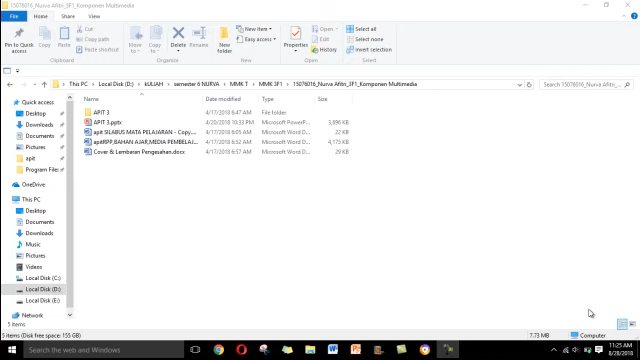 15076016_Nurva Afitri_3F1_Komponen Multimedia
File Home Share View
Pin to Quick access
Copy
Paste
Cut
Copy path
Paste shortcut
Clipboard
Move to
Copy to
Delete
Rename
Organize
New folder
New item
Easy access
New
Properties
Open
Edit
History
Open
Select all
Select none
Invert selection
Select
This PC Local Disk (D:) kULIAH semester 6 NURVA MMK T MMK 3F1 15076016_Nurva Afitri_3F1_Komponen Multimedia
Search 15076016_Nurva Afitri_...
Name Date modified Type Size
APIT 3 4/17/2018 6:47 AM File folder
APIT 3.pptx 4/20/2018 10:33 PM Microsoft PowerP... 3,696 KB
apit SILABUS MATA PELAJARAN - Copy.... 4/17/2018 6:05 AM Microsoft Word D... 22 KB
apitRPP,BAHAN AJAR,MEDIA PEMBELAJ... 4/17/2018 6:52 AM Microsoft Word D... 4,175 KB
Cover & Lembaran Pengesahan.docx 4/17/2018 6:57 AM Microsoft Word D... 29 KB
Quick access
Desktop
Downloads
Documents
Pictures
apit
Program Files
OneDrive
This PC
Desktop
Documents
Downloads
Music
Pictures
Videos
Local Disk (C:)
Local Disk (D:)
Local Disk (E:)
Network
5 items
5 items (Disk free space: 155 GB) 7.73 MB Computer
Search the web and Windows
11:25 AM
8/28/2018